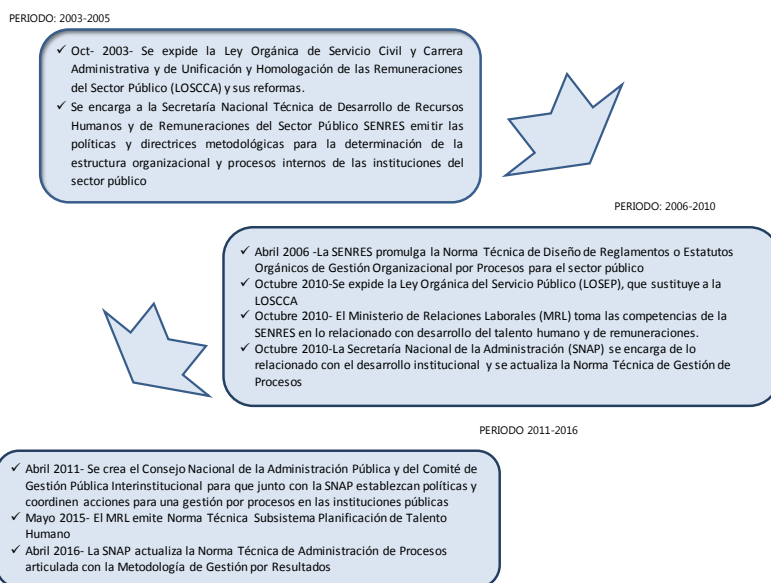 PERIODO: 2003-2005
✓ Oct- 2003- Se expide la Ley Orgánica de Servicio Civil y Carrera
Administrativa y de Unificación y Homologación de las Remuneraciones
del Sector Público (LOSCCA) y sus reformas.
✓ Se encarga a la Secretaría Nacional Técnica de Desarrollo de Recursos
Humanos y de Remuneraciones del Sector Público SENRES emitir las
políticas y directrices metodológicas para la determinación de la
estructura organizacional y procesos internos de las instituciones del
sector público
PERIODO: 2006-2010
✓ Abril 2006 -La SENRES promulga la Norma Técnica de Diseño de Reglamentos o Estatutos
Orgánicos de Gestión Organizacional por Procesos para el sector público
✓ Octubre 2010-Se expide la Ley Orgánica del Servicio Público (LOSEP), que sustituye a la
LOSCCA
✓ Octubre 2010- El Ministerio de Relaciones Laborales (MRL) toma las competencias de la
SENRES en lo relacionado con desarrollo del talento humano y de remuneraciones.
✓ Octubre 2010-La Secretaría Nacional de la Administración (SNAP) se encarga de lo
relacionado con el desarrollo institucional y se actualiza la Norma Técnica de Gestión de
Procesos
PERIODO 2011-2016
✓ Abril 2011- Se crea el Consejo Nacional de la Administración Pública y del Comité de
Gestión Pública Interinstitucional para que junto con la SNAP establezcan políticas y
coordinen acciones para una gestión por procesos en las instituciones públicas
✓ Mayo 2015- El MRL emite Norma Técnica Subsistema Planificación de Talento
Humano
✓ Abril 2016- La SNAP actualiza la Norma Técnica de Administración de Procesos
articulada con la Metodología de Gestión por Resultados